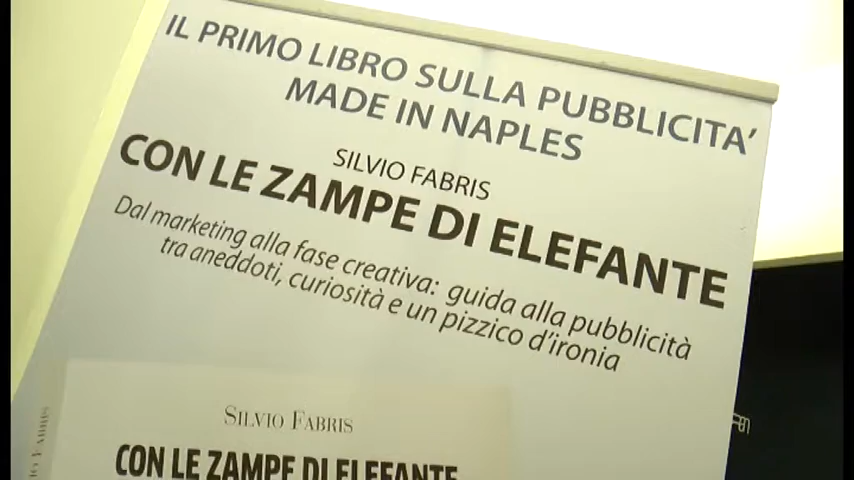 IL PRIMO LIBRO SULLA PUBBLICITA'
MADE IN NAPLES
SILVIO FABRIS
CON LE ZAMPE DI ELEFANTE
Dal marketing alla fase creativa: guida alla pubblicità
tra aneddoti, curiosità e un pizzico d'ironia
SILVIO FABRIS
CON LE ZAMPE DI ELEFANTE